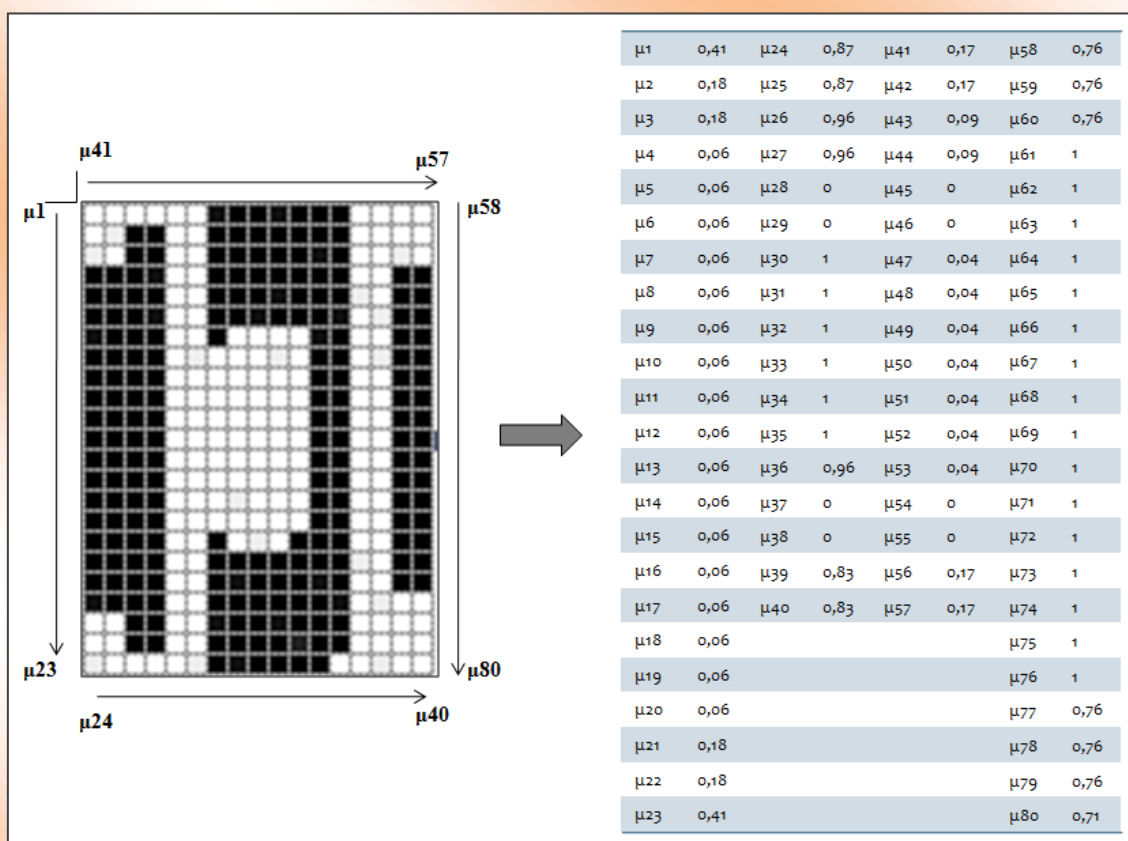 μ41
μ57
μ1
μ58
μ23
μ80
μ24
μ40
μ1 0,41 μ24 0,87 μ41 0,17 μ58 0,76
μ2 0,18 μ25 0,87 μ42 0,17 μ59 0,76
μ3 0,18 μ26 0,96 μ43 0,09 μ60 0,76
μ4 0,06 μ27 0,96 μ44 0,09 μ61 1
μ5 0,06 μ28 0 μ45 0 μ62 1
μ6 0,06 μ29 0 μ46 0 μ63 1
μ7 0,06 μ30 1 μ47 0,04 μ64 1
μ8 0,06 μ31 1 μ48 0,04 μ65 1
μ9 0,06 μ32 1 μ49 0,04 μ66 1
μ10 0,06 μ33 1 μ50 0,04 μ67 1
μ11 0,06 μ34 1 μ51 0,04 μ68 1
μ12 0,06 μ35 1 μ52 0,04 μ69 1
μ13 0,06 μ36 0,96 μ53 0,04 μ70 1
μ14 0,06 μ37 0 μ54 0 μ71 1
μ15 0,06 μ38 0 μ55 0 μ72 1
μ16 0,06 μ39 0,83 μ56 0,17 μ73 1
μ17 0,06 μ40 0,83 μ57 0,17 μ74 1
μ18 0,06 μ75 1
μ19 0,06 μ76 1
μ20 0,06 μ77 0,76
μ21 0,18 μ78 0,76
μ22 0,18 μ79 0,76
μ23 0,41 μ80 0,71